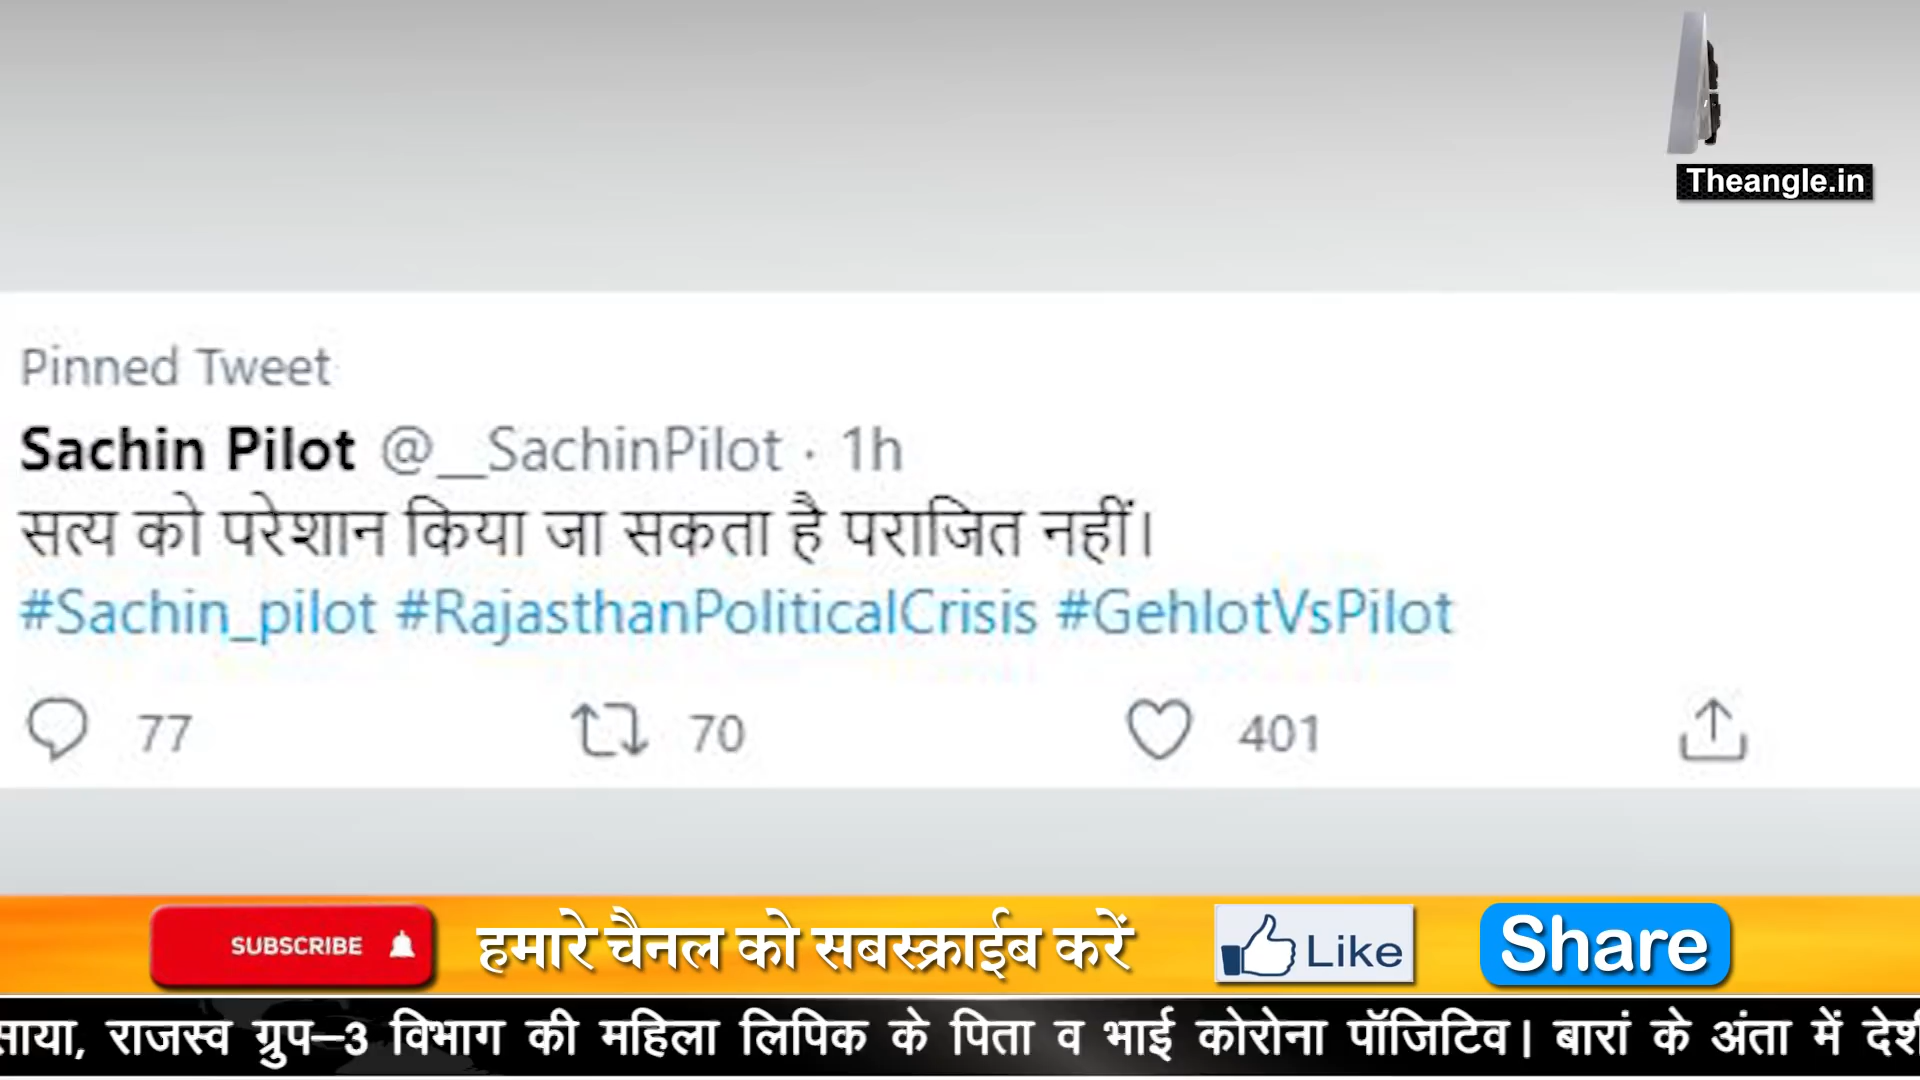 Theangle.in
Pinned Tweet
Sachin Pilot @__SachinPilot · 1h
सत्य को परेशान किया जा सकता है पराजित नहीं।
#Sachin_pilot #RajasthanPoliticalCrisis #GehlotVsPilot
77 70 401
SUBSCRIBE हमारे चैनल को सबस्क्राईब करें Like Share
राजस्व ग्रुप–3 विभाग की महिला लिपिक के पिता व भाई कोरोना पॉजिटिव। बारां के अंता में